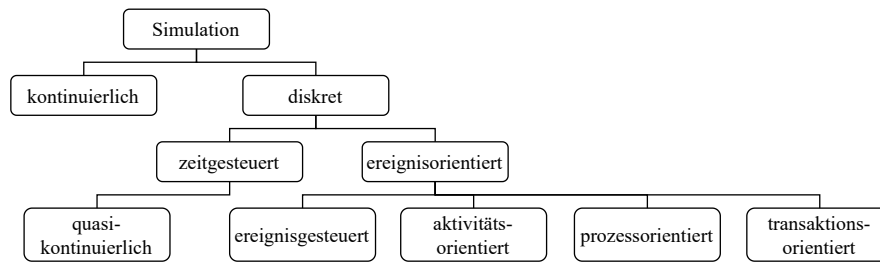 Simulation
kontinuierlich
diskret
zeitgesteuert
ereignisorientiert
quasi-
kontinuierlich
ereignisgesteuert
aktivitäts-
orientiert
prozessorientiert
transaktions-
orientiert